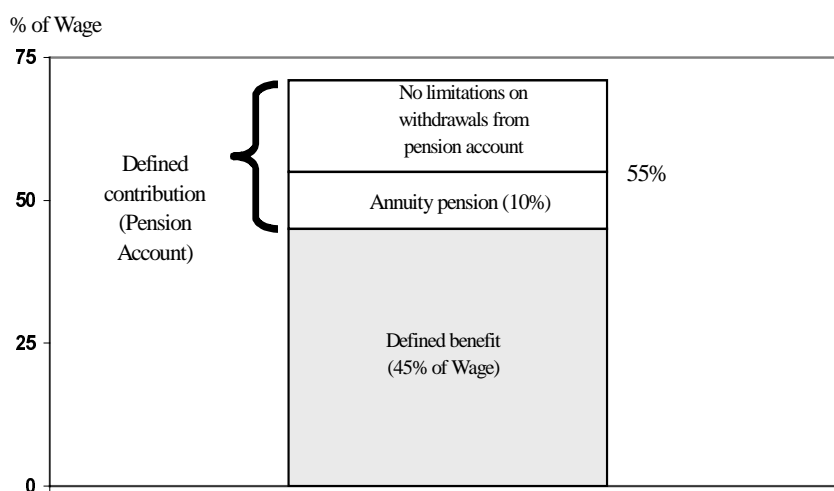 % of Wage
75
No limitations on
withdrawals from
pension account
Defined
contribution
(Pension
Account)
55%
50
Annuity pension (10%)
25
Defined benefit
(45% of Wage)
0